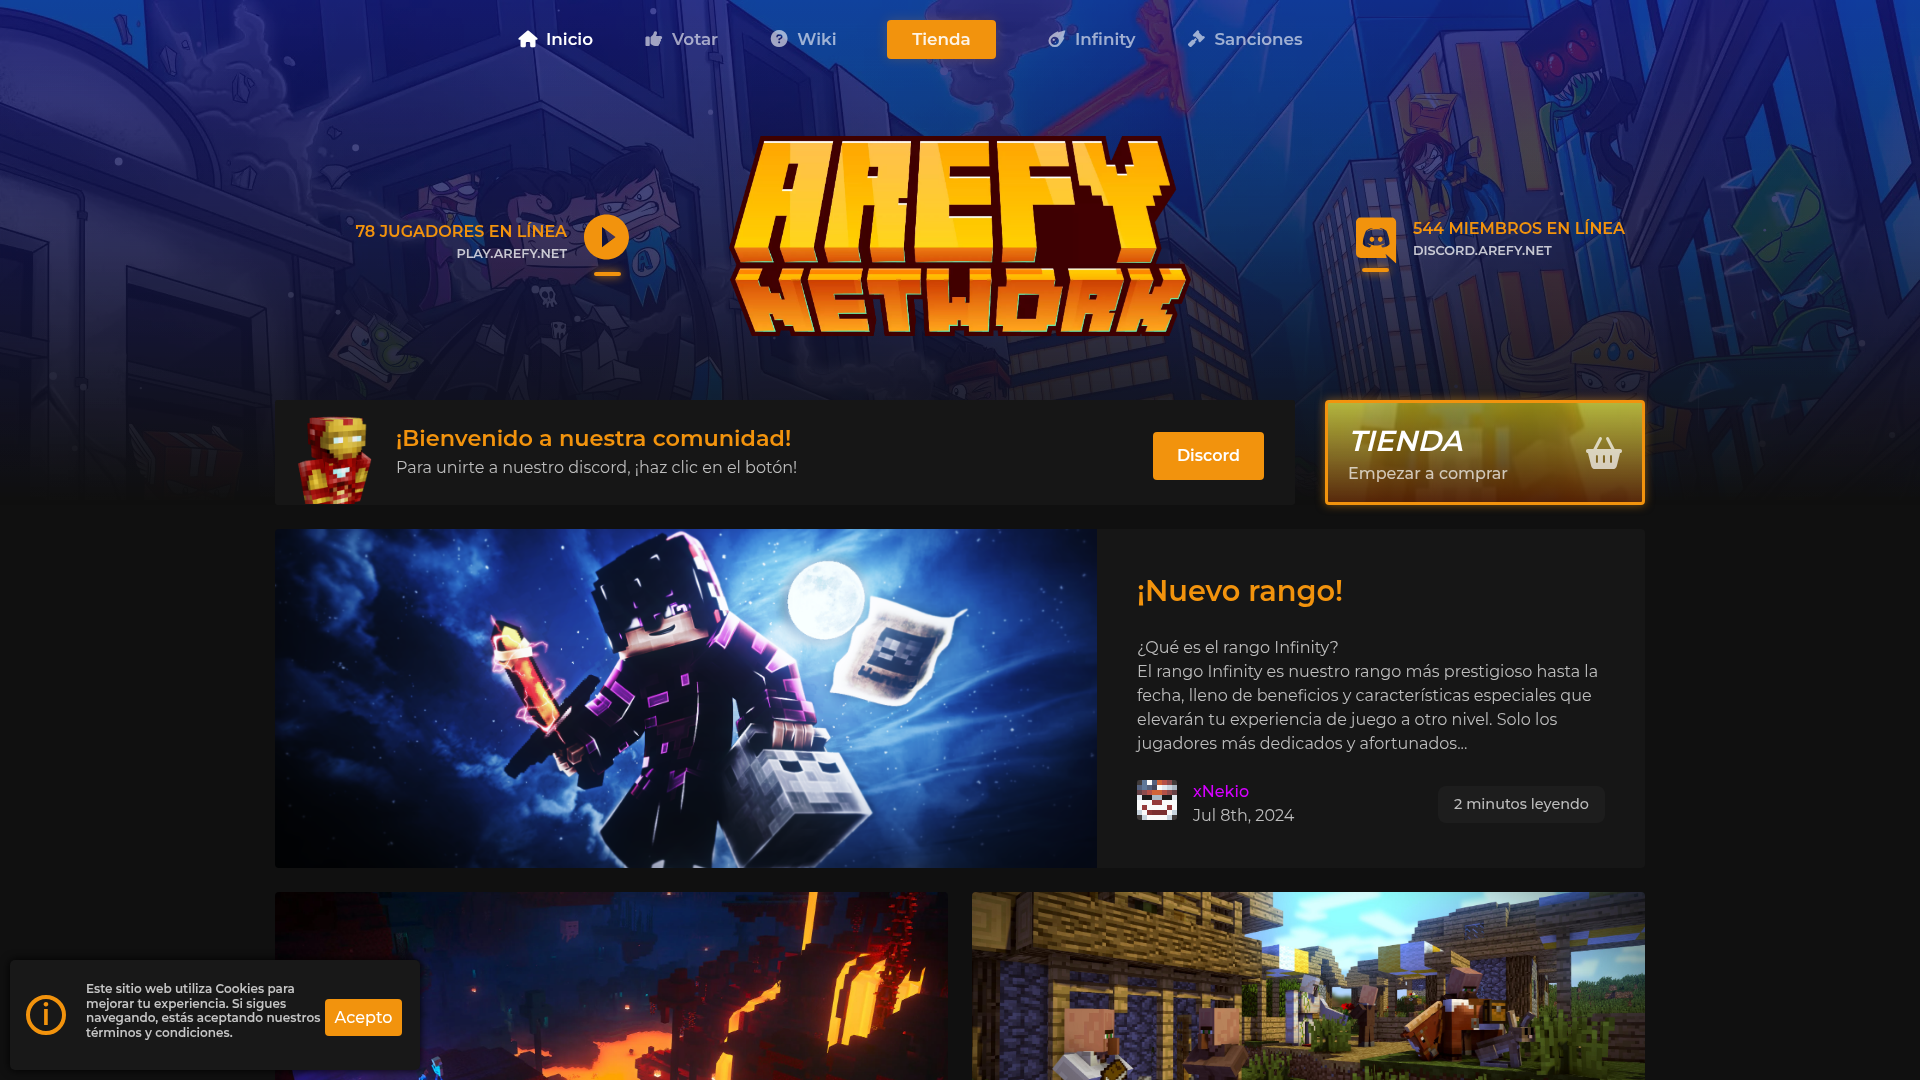 Inicio
Votar
Wiki
Tienda
Infinity
Sanciones
AREFY
NETWORK
78 JUGADORES EN LÍNEA
PLAY.AREFY.NET
544 MIEMBROS EN LÍNEA
DISCORD.AREFY.NET
¡Bienvenido a nuestra comunidad!
Para unirte a nuestro discord, ¡haz clic en el botón!
Discord
TIENDA
Empezar a comprar
¡Nuevo rango!
¿Qué es el rango Infinity?
El rango Infinity es nuestro rango más prestigioso hasta la
fecha, lleno de beneficios y características especiales que
elevarán tu experiencia de juego a otro nivel. Solo los
jugadores más dedicados y afortunados...
xNekio
Jul 8th, 2024
2 minutos leyendo
Este sitio web utiliza Cookies para
mejorar tu experiencia. Si sigues
navegando, estás aceptando nuestros
términos y condiciones.
Acepto